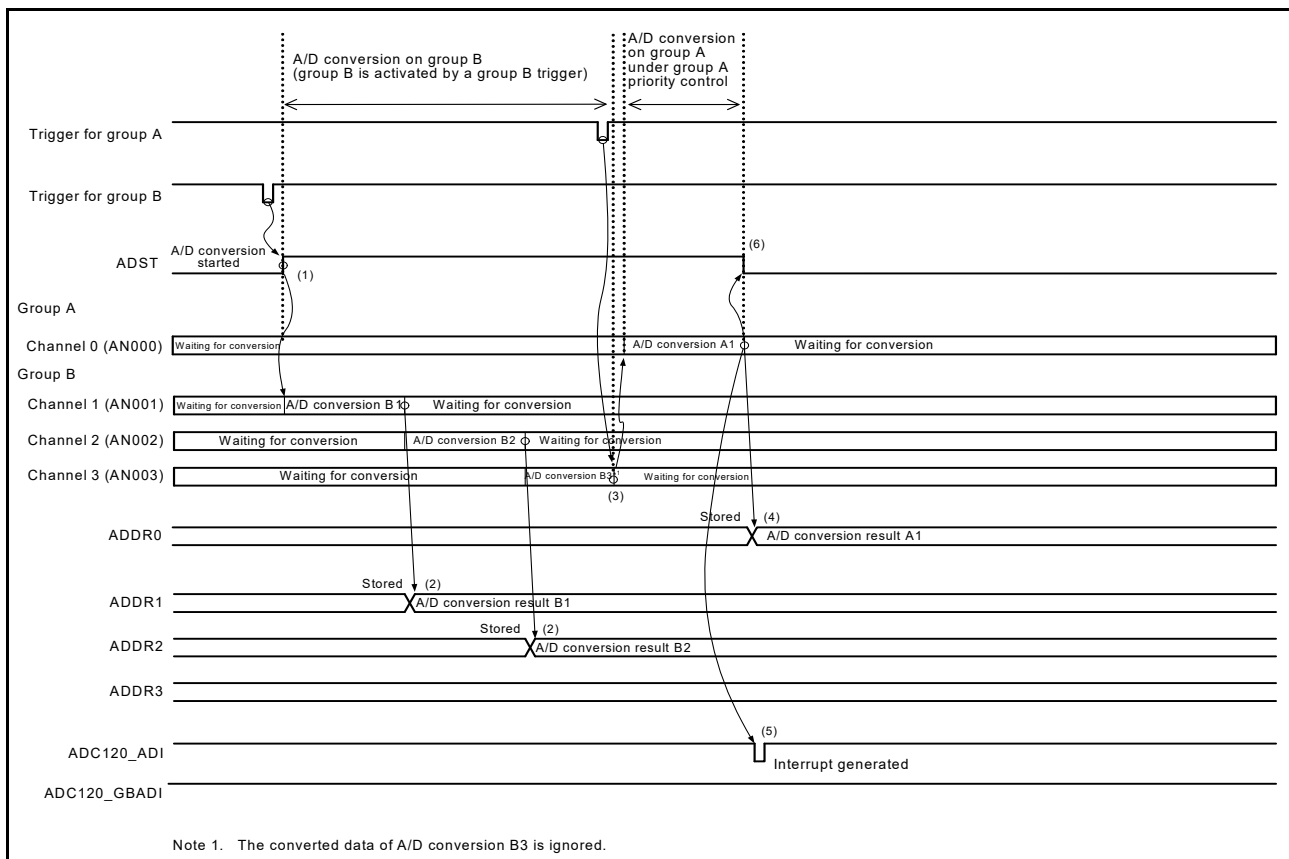 A/D conversion on group B
(group B is activated by a group B trigger)
A/D conversion
on group A
under group A
priority control
Trigger for group A
Trigger for group B
A/D conversion
started
ADST
(1)
(6)
Group A
Channel 0 (AN000)
Waiting for conversion
A/D conversion A1
Waiting for conversion
Group B
Channel 1 (AN001)
Waiting for conversion
A/D conversion B1
Waiting for conversion
Channel 2 (AN002)
Waiting for conversion
A/D conversion B2
Waiting for conversion
Channel 3 (AN003)
Waiting for conversion
A/D conversion B3*1
Waiting for conversion
(3)
Stored (4)
ADDR0
A/D conversion result A1
Stored (2)
ADDR1
A/D conversion result B1
Stored (2)
ADDR2
A/D conversion result B2
ADDR3
ADC120_ADI
(5)
Interrupt generated
ADC120_GBADI
Note 1. The converted data of A/D conversion B3 is ignored.